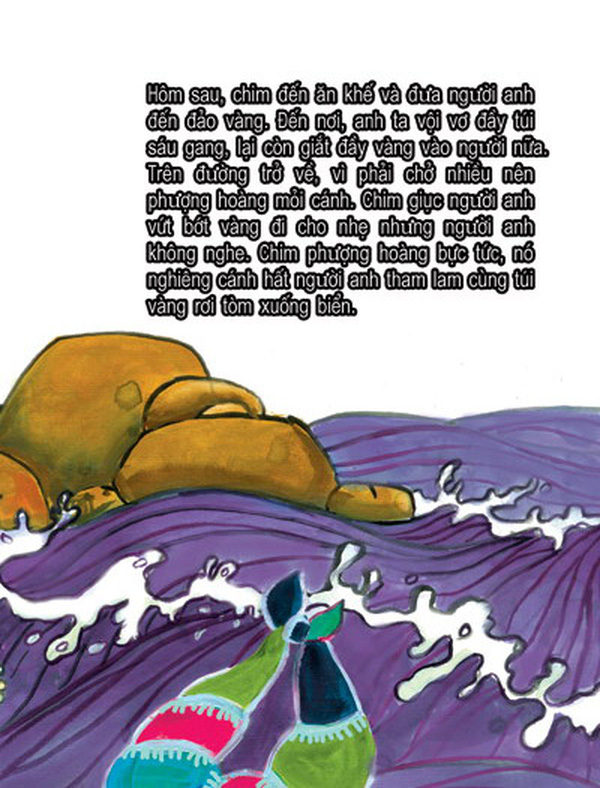 Hôm sau, chim đến ăn khế và đưa người anh
đến đảo vàng. Đến nơi, anh ta vội vơ đầy túi
sáu gang, lại còn giắt đầy vàng vào người nữa.
Trên đường trở về, vì phải chở nhiều nên
phượng hoàng mỏi cánh. Chim giục người anh
vứt bớt vàng đi cho nhẹ nhưng người anh
không nghe. Chim phượng hoàng bực tức, nó
nghiêng cánh hất người anh tham lam cùng túi
vàng rơi tòm xuống biển.